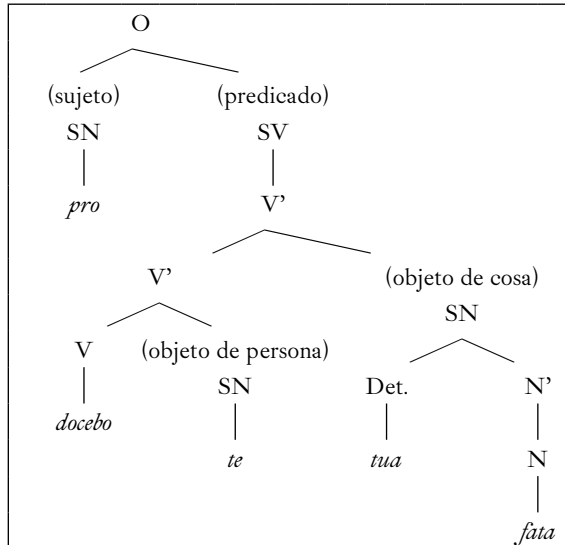 O
(sujeto) (predicado)
SN SV
pro V’
V’ (objeto de cosa)
SN
V (objeto de persona)
SN Det. N’
docebo
te tua N
fata